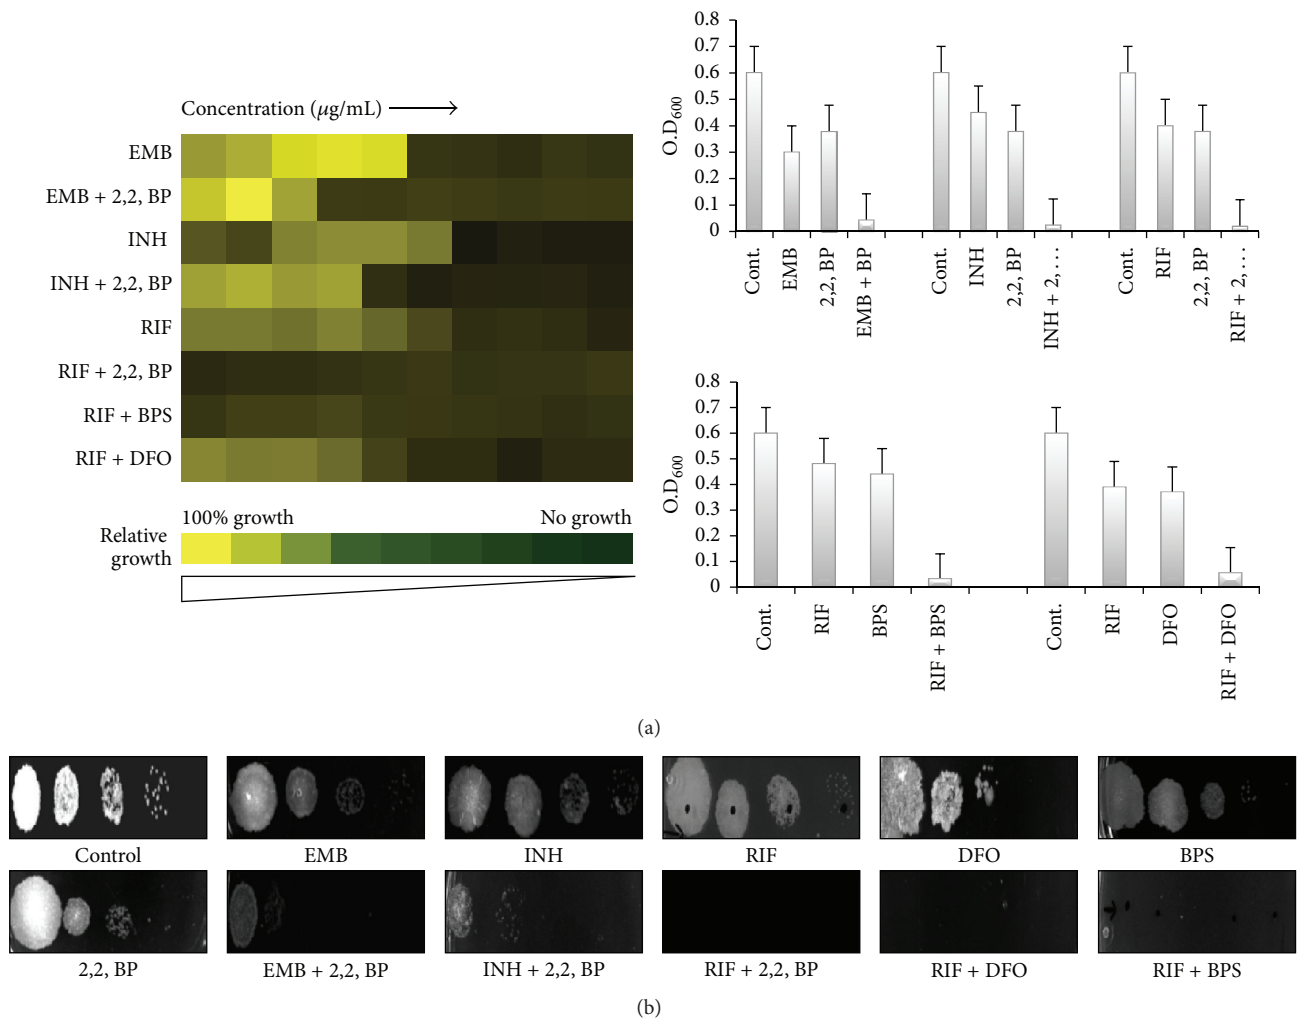 Concentration (μg/mL)
EMB
EMB + 2,2, BP
INH
INH + 2,2, BP
RIF
RIF + 2,2, BP
RIF + BPS
RIF + DFO
100% growth No growth
Relative
growth
0.8
0.7
0.6
0.5
0.4
0.3
0.2
0.1
0
O.D600
Cont.
EMB
2,2, BP
EMB + BP
Cont.
INH
2,2, BP
INH + 2, . . .
Cont.
RIF
2,2, BP
RIF + 2, . . .
0.8
0.7
0.6
0.5
0.4
0.3
0.2
0.1
0
O.D600
Cont.
RIF
BPS
RIF + BPS
Cont.
RIF
DFO
RIF + DFO
(a)
Control EMB INH RIF DFO BPS
2,2, BP EMB + 2,2, BP INH + 2,2, BP RIF + 2,2, BP RIF + DFO RIF + BPS
(b)